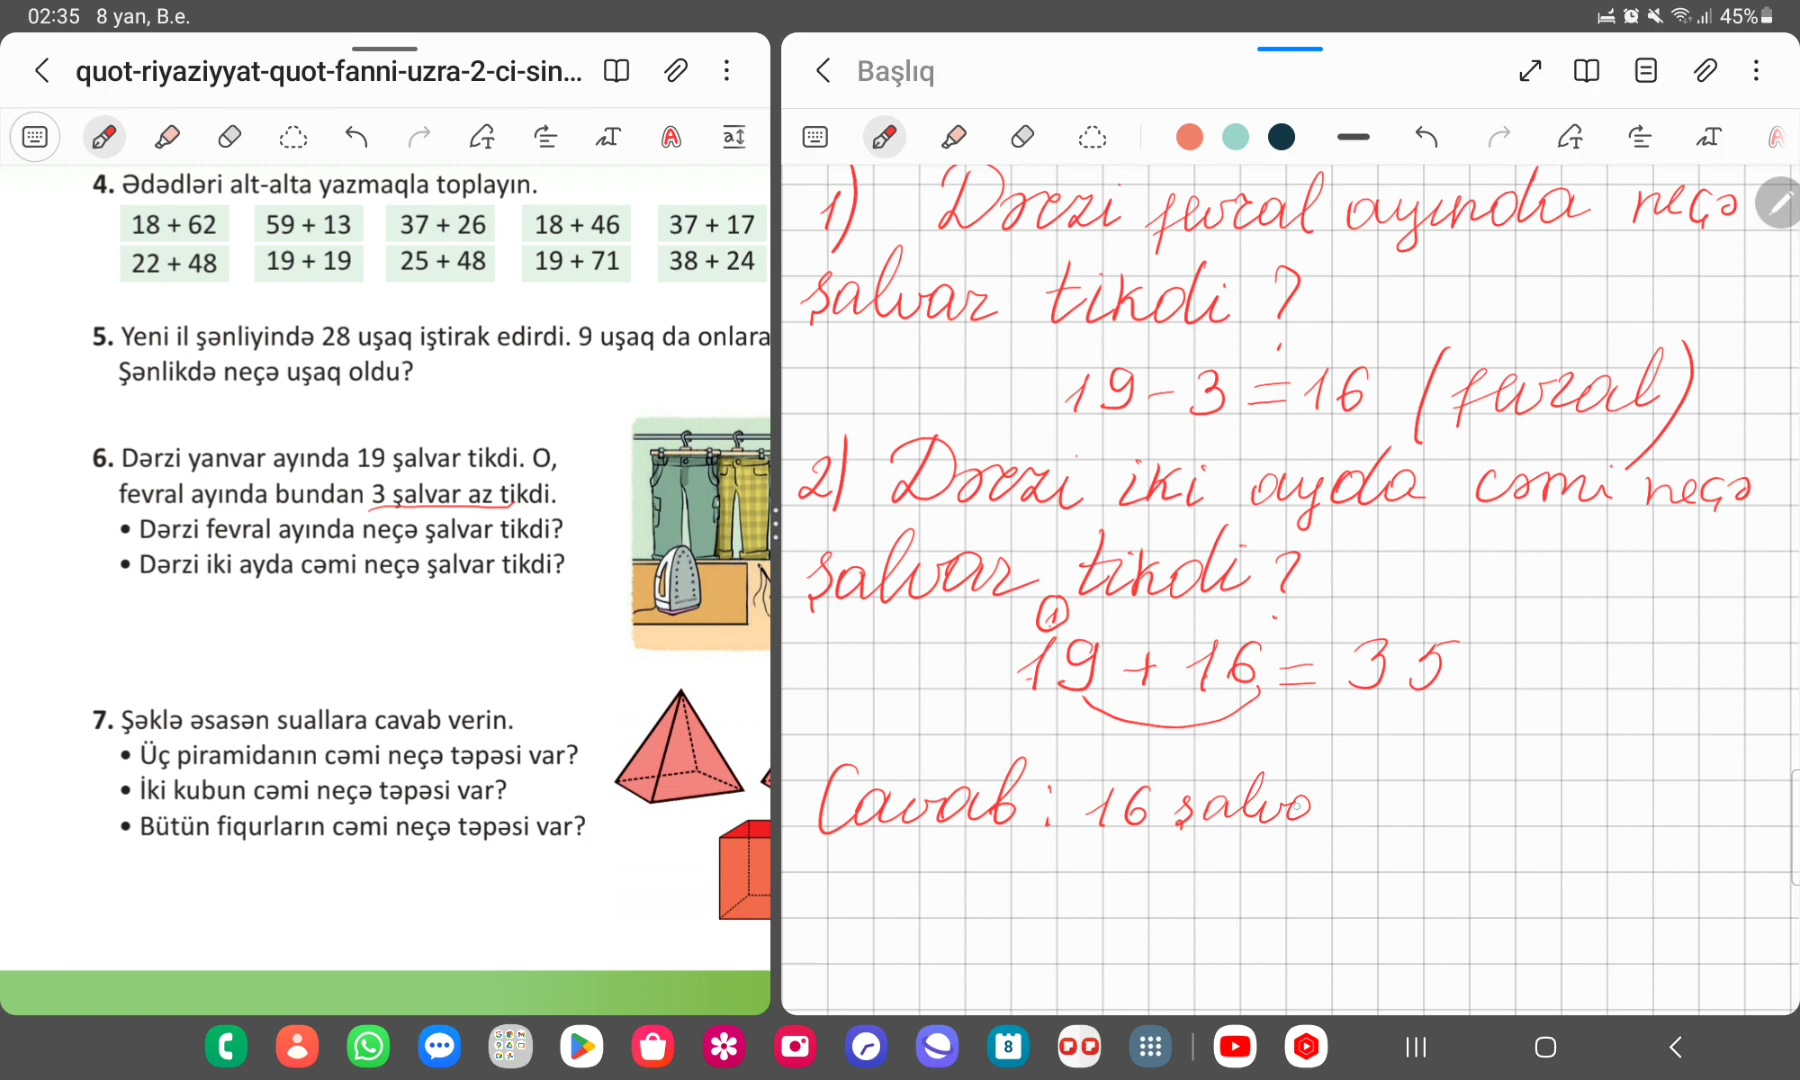 02:35 8 yan, B.e. 45%
quot-riyaziyyat-quot-fanni-uzra-2-ci-sin...
4. Ədədləri alt-alta yazmaqla toplayın.
18 + 62 59 + 13 37 + 26 18 + 46 37 + 17
22 + 48 19 + 19 25 + 48 19 + 71 38 + 24
5. Yeni il şənliyində 28 uşaq iştirak edirdi. 9 uşaq da onlara
Şənlikdə neçə uşaq oldu?
6. Dərzi yanvar ayında 19 şalvar tikdi. O,
fevral ayında bundan 3 şalvar az tikdi.
• Dərzi fevral ayında neçə şalvar tikdi?
• Dərzi iki ayda cəmi neçə şalvar tikdi?
7. Şəklə əsasən suallara cavab verin.
• Üç piramidanın cəmi neçə təpəsi var?
• İki kubun cəmi neçə təpəsi var?
• Bütün fiqurların cəmi neçə təpəsi var?
Başlıq
1) Dərzi fevral ayında neçə
şalvar tikdi?
19 - 3 = 16 (fevral)
2) Dərzi iki ayda cəmi neçə
şalvar tikdi?
1
19 + 16 = 35
Cavab: 16 şalva
8